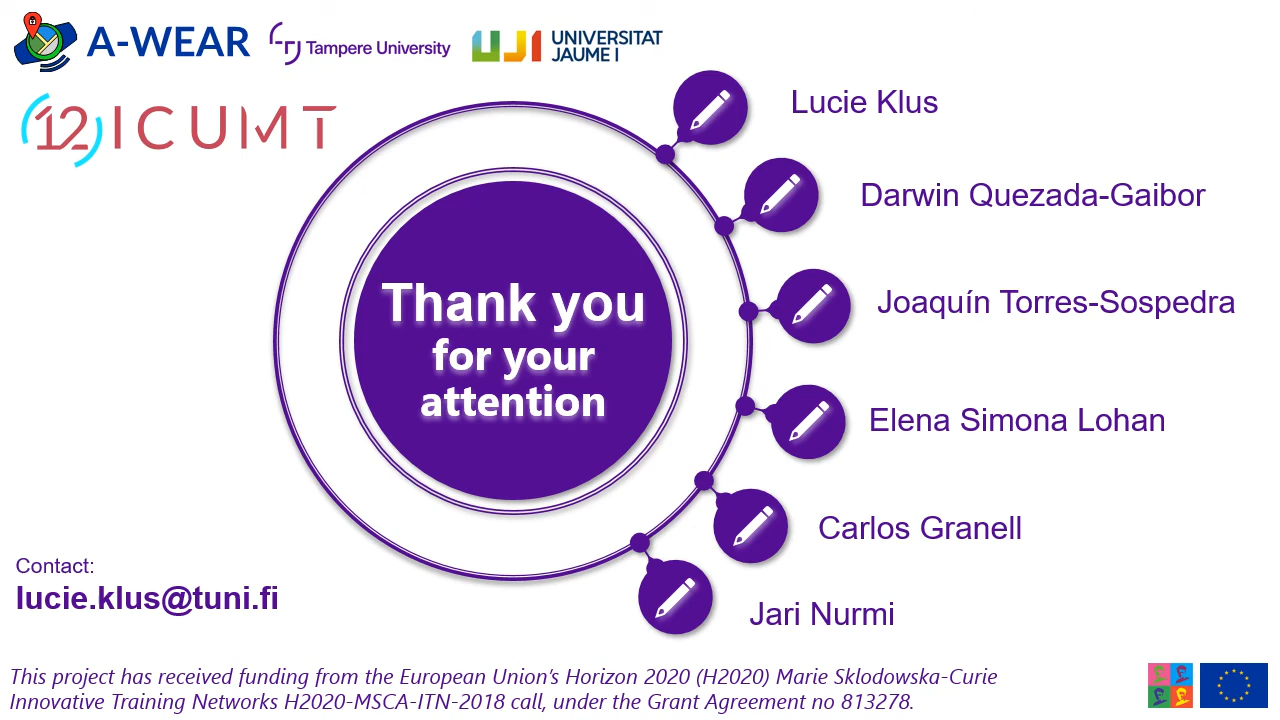 A-WEAR
Tampere University
UJI UNIVERSITAT
JAUME I
12 ICUMT
Lucie Klus
Darwin Quezada-Gaibor
Joaquín Torres-Sospedra
Thank you
for your
attention
Elena Simona Lohan
Carlos Granell
Jari Nurmi
Contact:
lucie.klus@tuni.fi
This project has received funding from the European Union’s Horizon 2020 (H2020) Marie Sklodowska-Curie
Innovative Training Networks H2020-MSCA-ITN-2018 call, under the Grant Agreement no 813278.